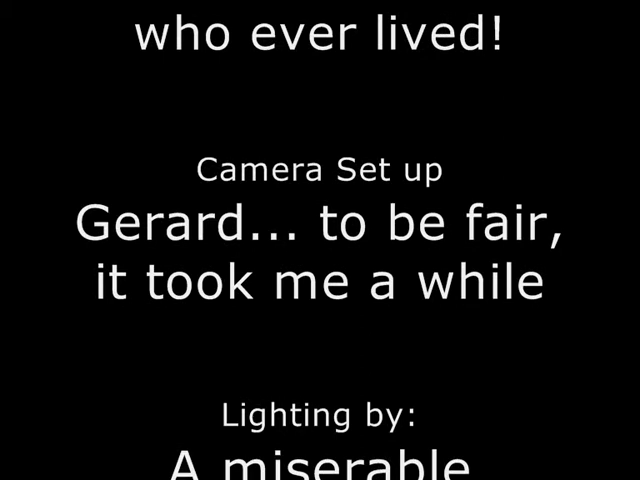 who ever lived!
Camera Set up
Gerard... to be fair,
it took me a while
Lighting by:
A miserable